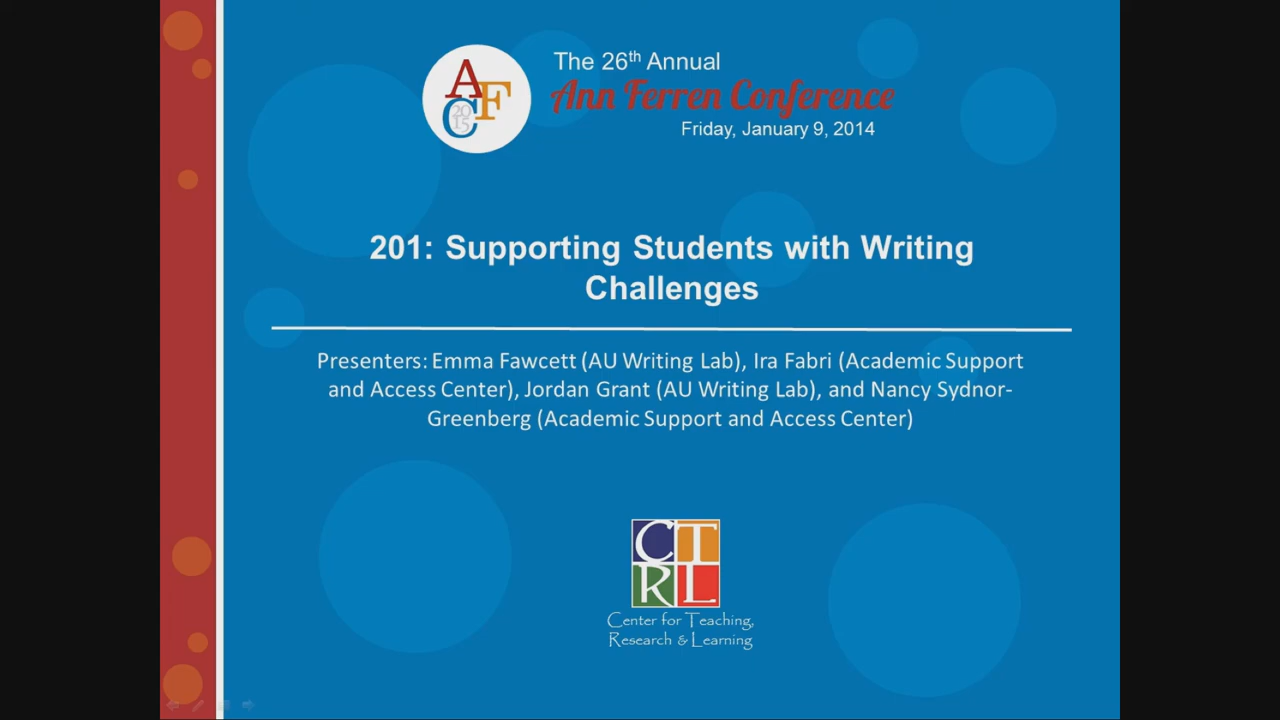 AFC
2015
The 26th Annual
Ann Ferren Conference
Friday, January 9, 2014
201: Supporting Students with Writing
Challenges
Presenters: Emma Fawcett (AU Writing Lab), Ira Fabri (Academic Support
and Access Center), Jordan Grant (AU Writing Lab), and Nancy Sydnor-
Greenberg (Academic Support and Access Center)
CT
RL
Center for Teaching,
Research & Learning